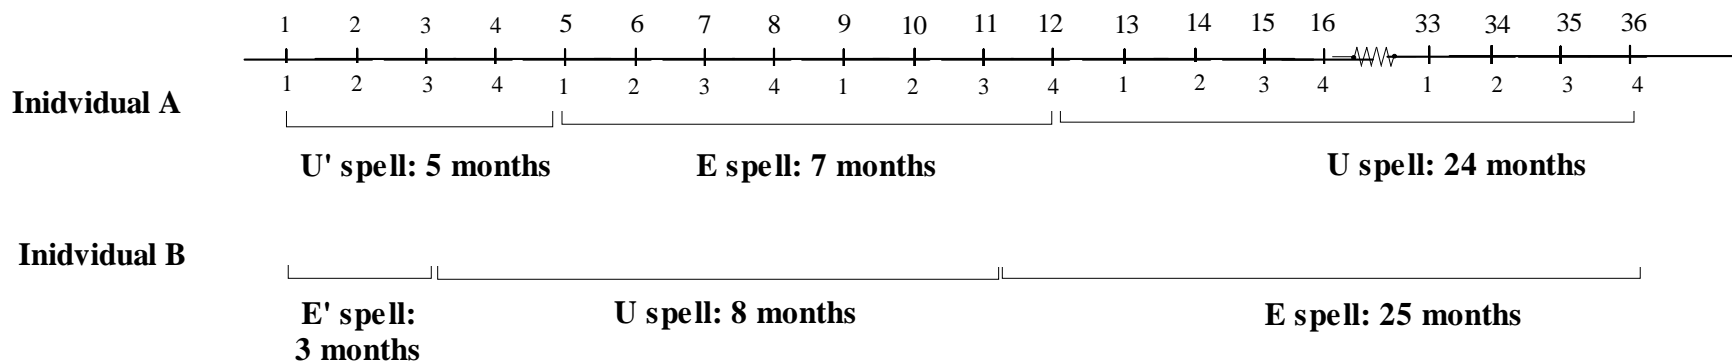 1 2 3 4 5 6 7 8 9 10 11 12 13 14 15 16 33 34 35 36
1 2 3 4 1 2 3 4 1 2 3 4 1 2 3 4 1 2 3 4
Inidvidual A
U' spell: 5 months E spell: 7 months U spell: 24 months
Inidvidual B
E' spell: U spell: 8 months E spell: 25 months
3 months